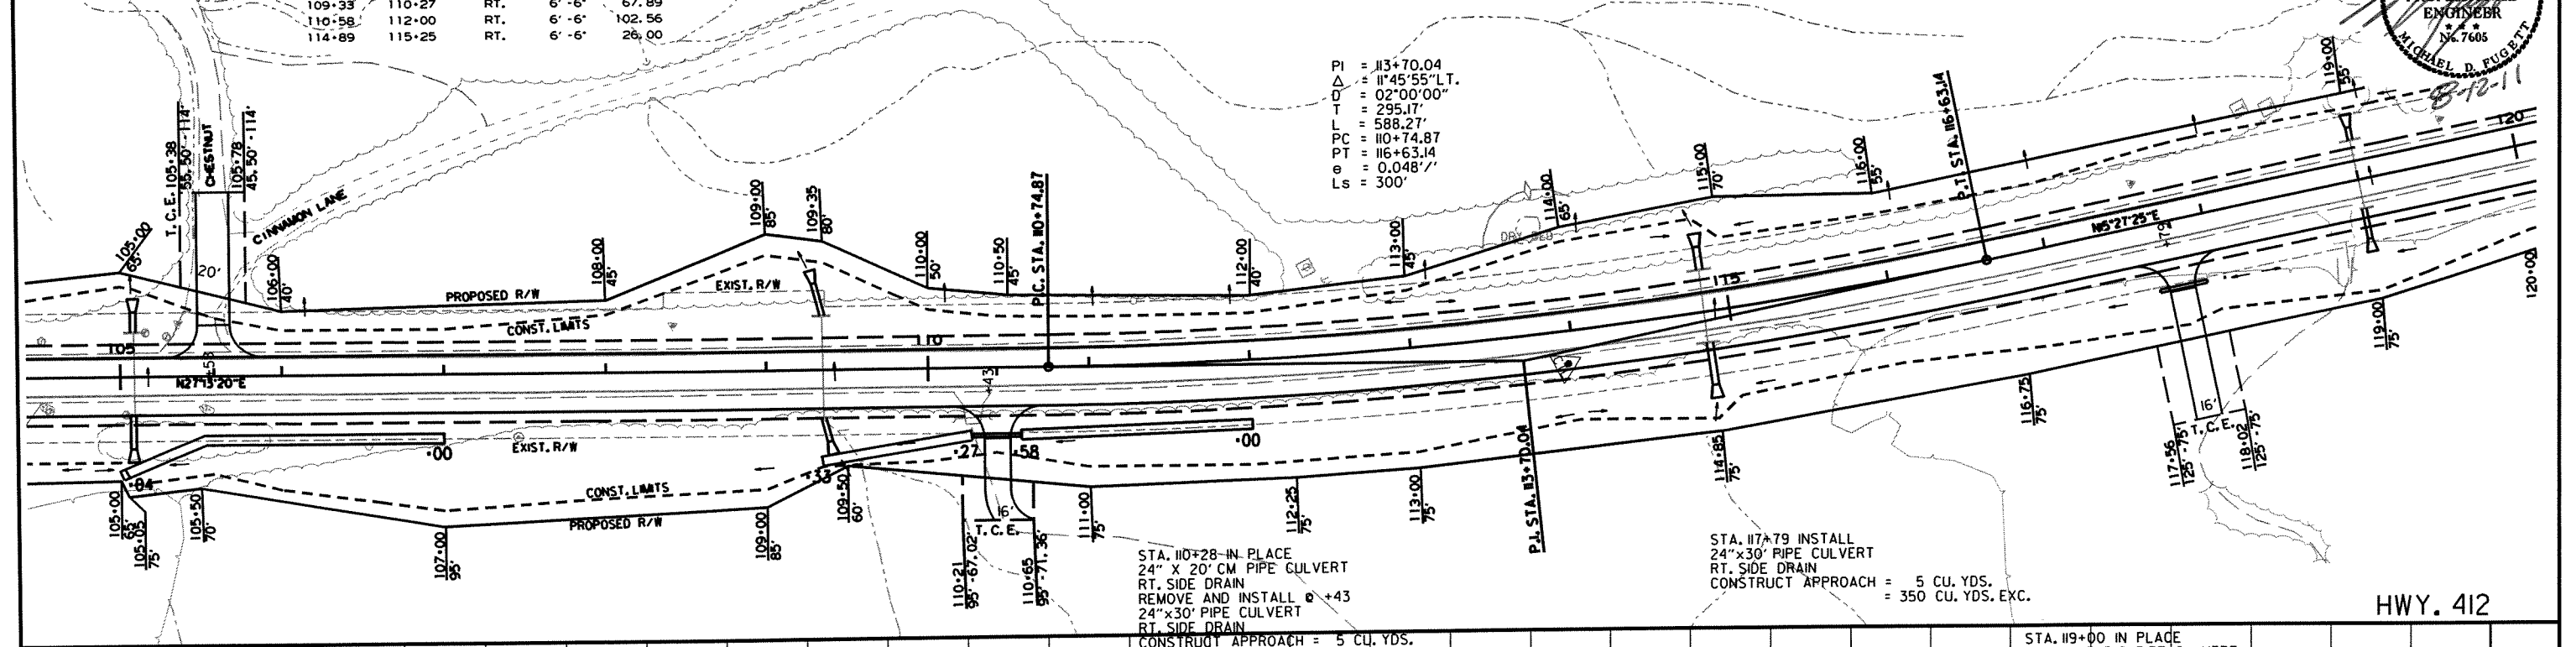 109+33 110+27 RT. 6'-6" 67.89
110+58 112+00 RT. 6'-6" 102.56
114+89 115+25 RT. 6'-6" 26.00
ENGINEER
★ ★ ★
No. 7605
MICHAEL D. FUGETT
8-12-11
PI = 113+70.04
Δ = 11°45'55"LT.
D = 02°00'00"
T = 295.17'
L = 588.27'
PC = 110+74.87
PT = 116+63.14
e = 0.048'/'
Ls = 300'
T.C.E. 105+38
55.50'-114'
CHESTNUT
105+78
45.50'-114'
CINNAMON LANE
20'
105+00
65'
106+00
40'
108+00
45'
109+00
85'
109+35
80'
110+00
50'
110+50
45'
P.C. STA. 110+74.87
112+00
40'
113+00
45'
114+00
65'
115+00
70'
116+00
55'
P.T. STA. 116+63.14
119+00
55'
PROPOSED R/W
EXIST. R/W
CONST. LIMITS
DRY BED
105
110
115
120
N27°13'20"E
N15°27'25"E
+53
+43
+79
EXIST. R/W
CONST. LIMITS
PROPOSED R/W
+04
+00
+33
+27
+58
+00
105+00
65'
105+05
75'
105+50
70'
107+00
95'
109+00
85'
109+50
60'
110+21
95'-67.02'
16'
T.C.E.
110+65
95'-71.36'
111+00
75'
112+25
75'
113+00
75'
P.I. STA. 113+70.04
114+85
75'
116+75
75'
117+56
125'-75'
16'
T.C.E.
118+02
125'-75'
119+00
75'
120+00
STA. 110+28 IN PLACE
24" X 20' CM PIPE CULVERT
RT. SIDE DRAIN
REMOVE AND INSTALL @ +43
24"x30' PIPE CULVERT
RT. SIDE DRAIN
CONSTRUCT APPROACH = 5 CU. YDS.
STA. 117+79 INSTALL
24"x30' PIPE CULVERT
RT. SIDE DRAIN
CONSTRUCT APPROACH = 5 CU. YDS.
= 350 CU. YDS. EXC.
HWY. 412
STA. 119+00 IN PLACE